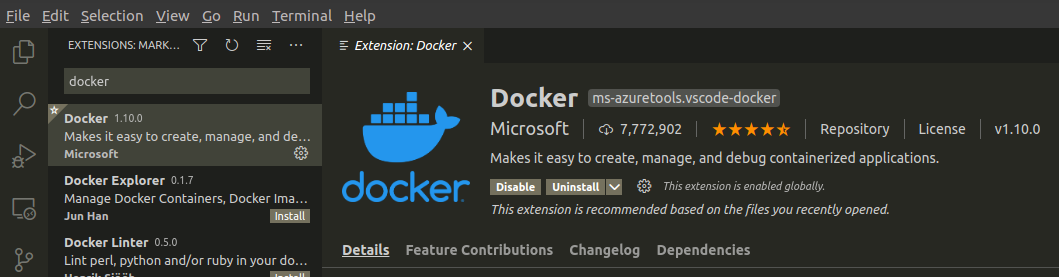 File Edit Selection View Go Run Terminal Help
EXTENSIONS: MARK...
docker
Docker 1.10.0
Makes it easy to create, manage, and de...
Microsoft
Docker Explorer 0.1.7
Manage Docker Containers, Docker Ima...
Jun Han
Install
Docker Linter 0.5.0
Lint perl, python and/or ruby in your do...
Extension: Docker
docker
Docker ms-azuretools.vscode-docker
Microsoft 7,772,902 Repository License v1.10.0
Makes it easy to create, manage, and debug containerized applications.
Disable Uninstall This extension is enabled globally.
This extension is recommended based on the files you recently opened.
Details Feature Contributions Changelog Dependencies